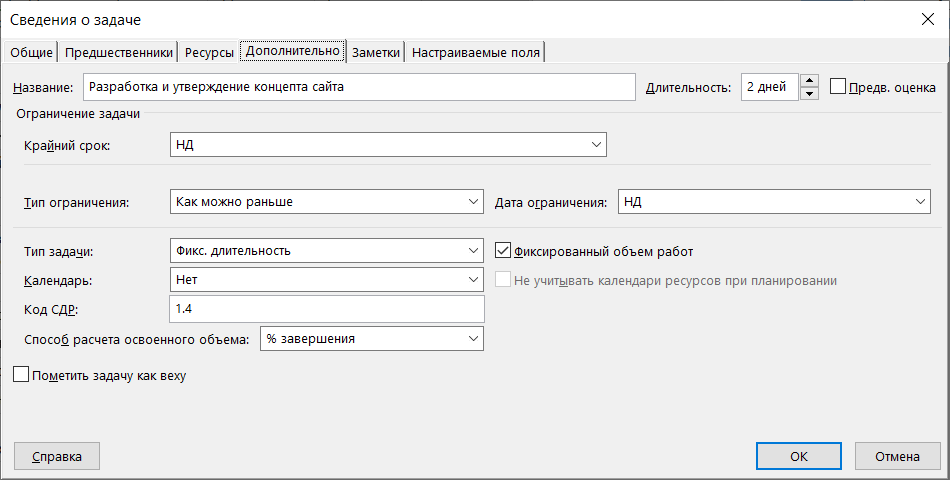 Сведения о задаче
Общие Предшественники Ресурсы Дополнительно Заметки Настраиваемые поля
Название: Разработка и утверждение концепта сайта Длительность: 2 дней Предв. оценка
Ограничение задачи
Крайний срок: НД
Тип ограничения: Как можно раньше Дата ограничения: НД
Тип задачи: Фикс. длительность Фиксированный объем работ
Календарь: Нет Не учитывать календари ресурсов при планировании
Код СДР: 1.4
Способ расчета освоенного объема: % завершения
Пометить задачу как веху
Справка ОК Отмена